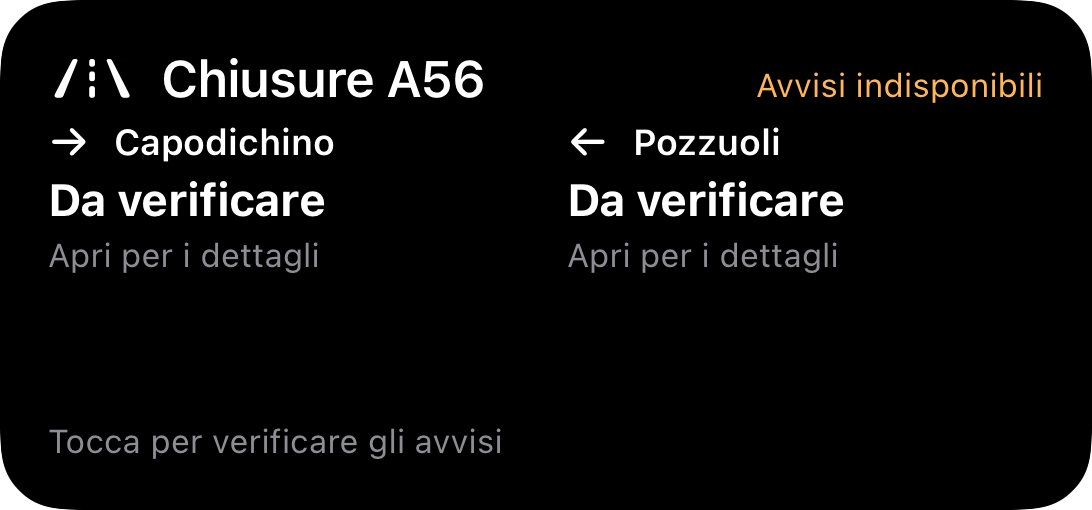 Chiusure A56
Avvisi indisponibili
→ Capodichino
Da verificare
Apri per i dettagli
← Pozzuoli
Da verificare
Apri per i dettagli
Tocca per verificare gli avvisi